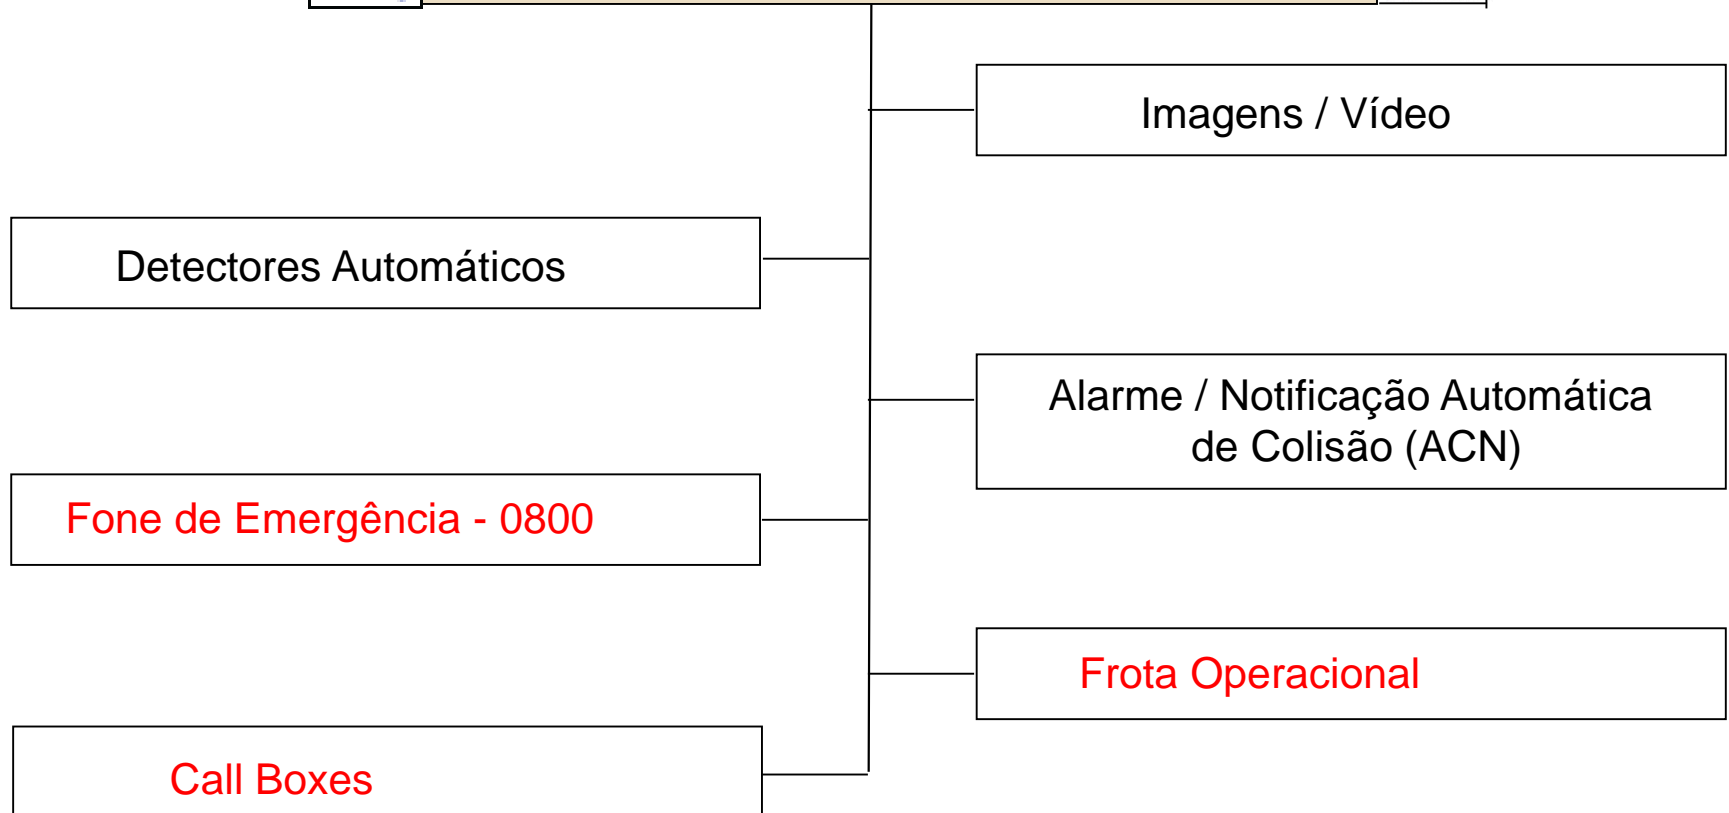 Imagens / Vídeo
Detectores Automáticos
Alarme / Notificação Automática
de Colisão (ACN)
Fone de Emergência - 0800
Frota Operacional
Call Boxes